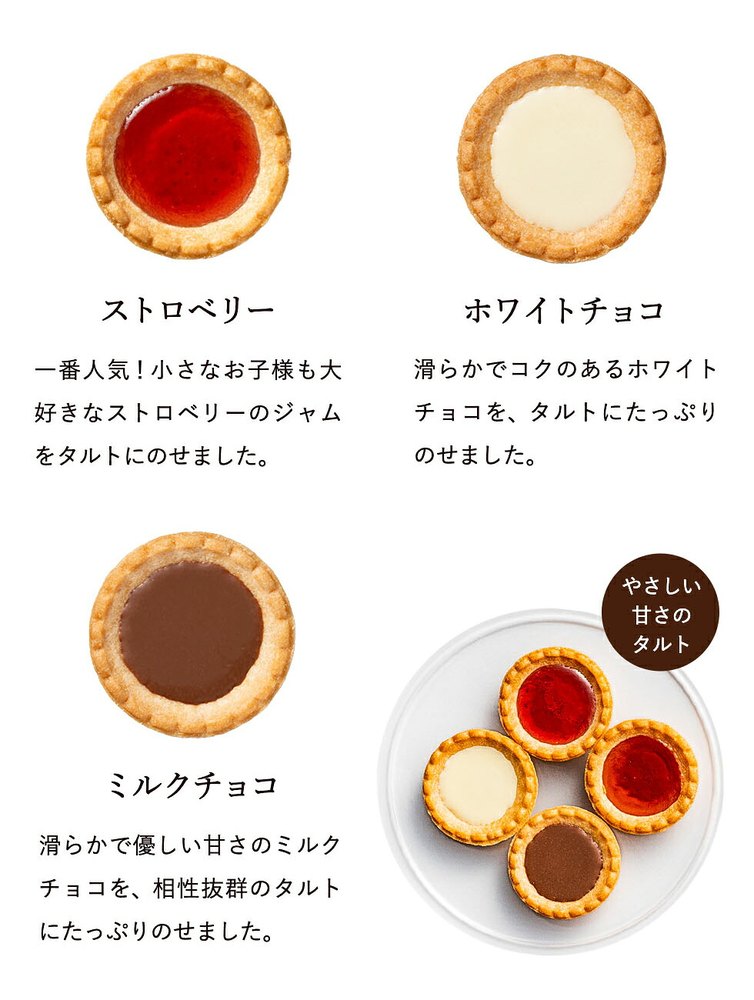 ストロベリー
一番人気！小さなお子様も大
好きなストロベリーのジャム
をタルトにのせました。
ホワイトチョコ
滑らかでコクのあるホワイト
チョコを、タルトにたっぷり
のせました。
ミルクチョコ
滑らかで優しい甘さのミルク
チョコを、相性抜群のタルト
にたっぷりのせました。
やさしい
甘さの
タルト